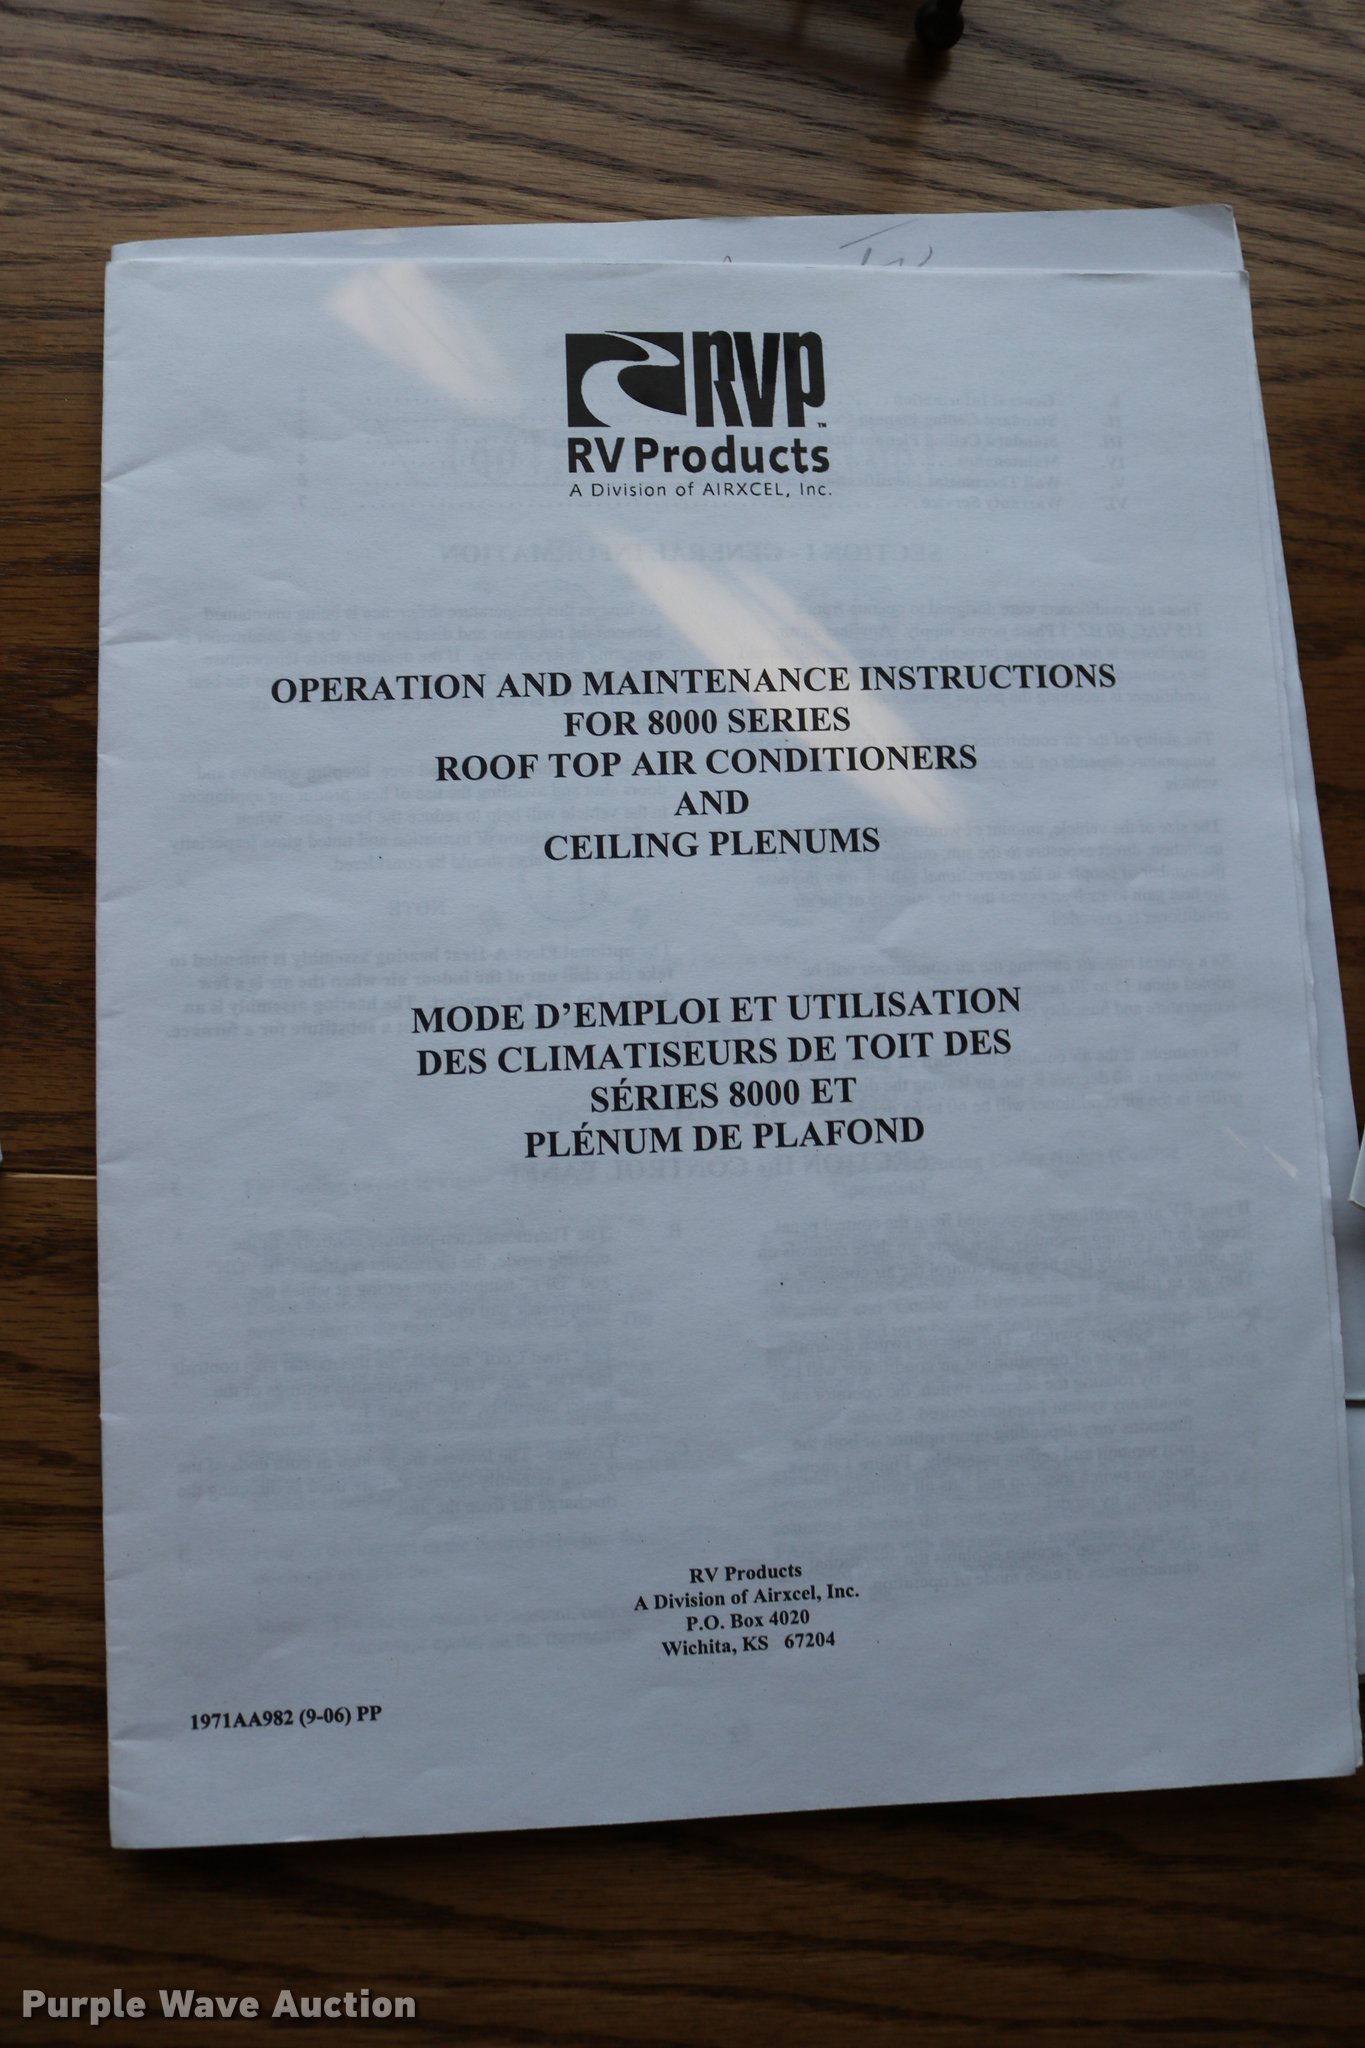 RVP™
RV Products
A Division of AIRXCEL, Inc.
OPERATION AND MAINTENANCE INSTRUCTIONS
FOR 8000 SERIES
ROOF TOP AIR CONDITIONERS
AND
CEILING PLENUMS
MODE D'EMPLOI ET UTILISATION
DES CLIMATISEURS DE TOIT DES
SÉRIES 8000 ET
PLÉNUM DE PLAFOND
RV Products
A Division of Airxcel, Inc.
P.O. Box 4020
Wichita, KS 67204
1971AA982 (9-06) PP
Purple Wave Auction